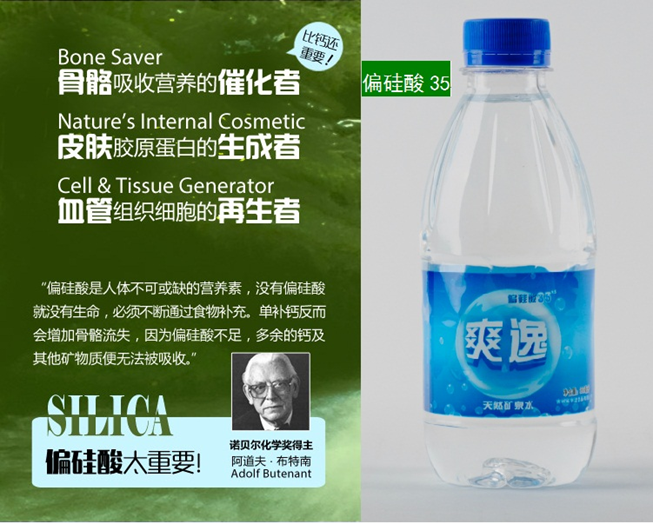 比钙还
重要！
Bone Saver
骨骼吸收营养的催化者
Nature's Internal Cosmetic
皮肤胶原蛋白的生成者
Cell & Tissue Generator
血管组织细胞的再生者
“偏硅酸是人体不可或缺的营养素，没有偏硅酸
就没有生命，必须不断通过食物补充。单补钙反而
会增加骨骼流失，因为偏硅酸不足，多余的钙及
其他矿物质便无法被吸收。”
SILICA
偏硅酸太重要!
诺贝尔化学奖得主
阿道夫·布特南
Adolf Butenant
偏硅酸 35
偏硅酸35
爽逸
天然矿泉水